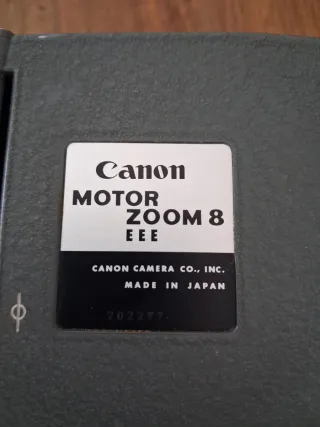 Canon
MOTOR
ZOOM 8
EEE
CANON CAMERA CO., INC.
MADE IN JAPAN